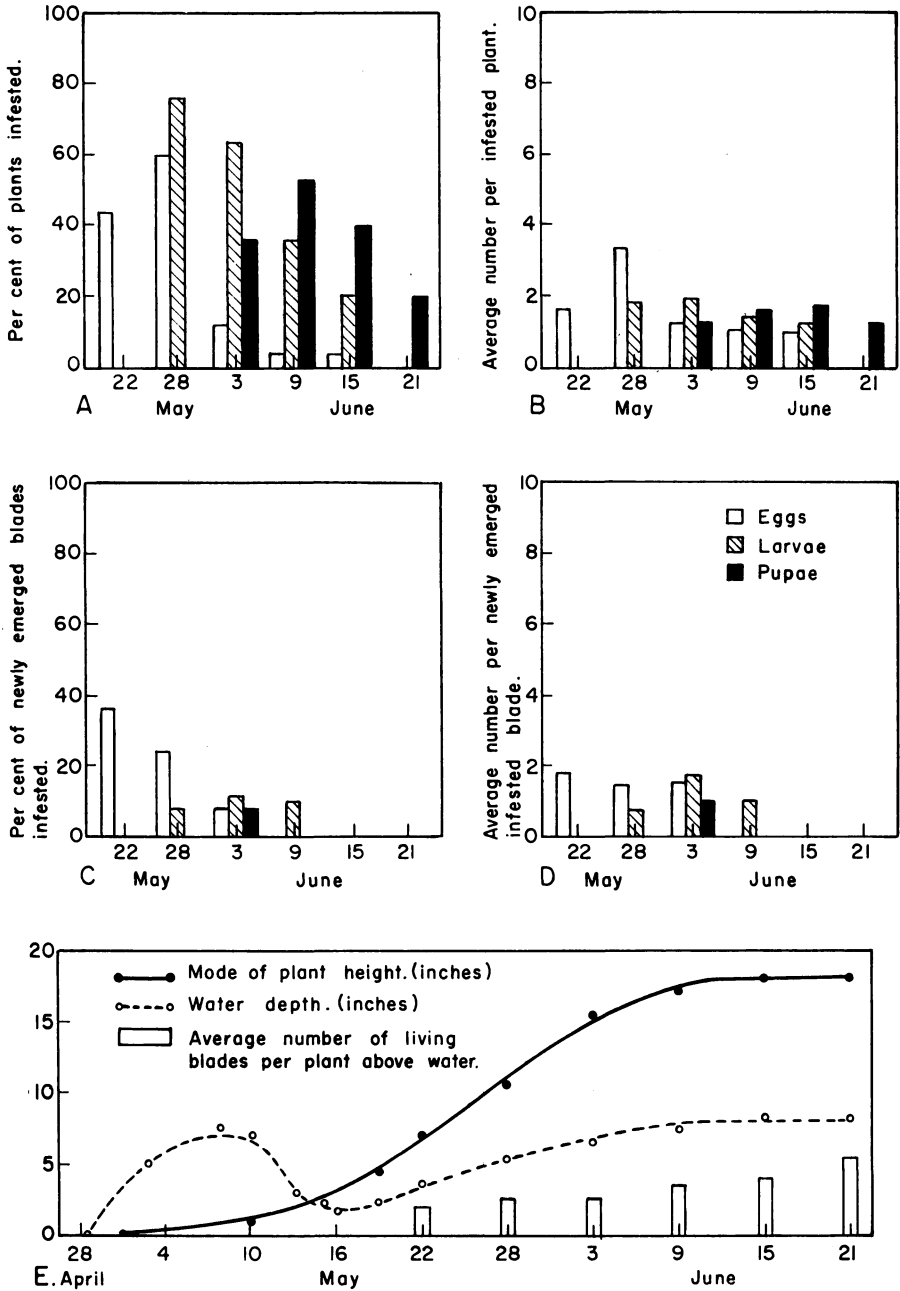 Per cent of plants infested.
100
80
60
40
20
0
22 28 3 9 15 21
A May June
Average number per infested plant.
10
8
6
4
2
0
22 28 3 9 15 21
B May June
Per cent of newly emerged blades
infested.
100
80
60
40
20
0
22 28 3 9 15 21
C May June
Average number per newly emerged
infested blade.
10
8
6
4
2
0
Eggs
Larvae
Pupae
22 28 3 9 15 21
D May June
20
15
10
5
0
Mode of plant height.(inches)
Water depth.(inches)
Average number of living
blades per plant above water.
28 4 10 16 22 28 3 9 15 21
E. April May June